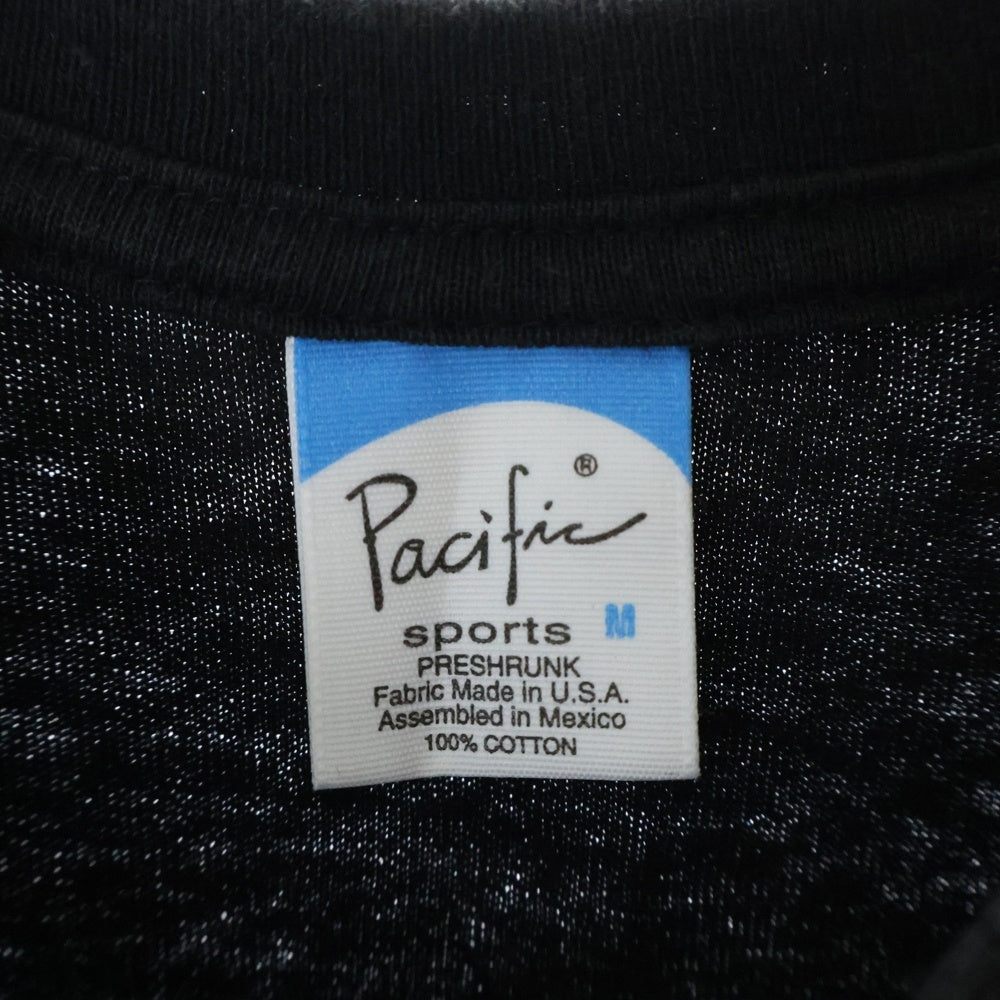 Pacific®
sports M
PRESHRUNK
Fabric Made in U.S.A.
Assembled in Mexico
100% COTTON